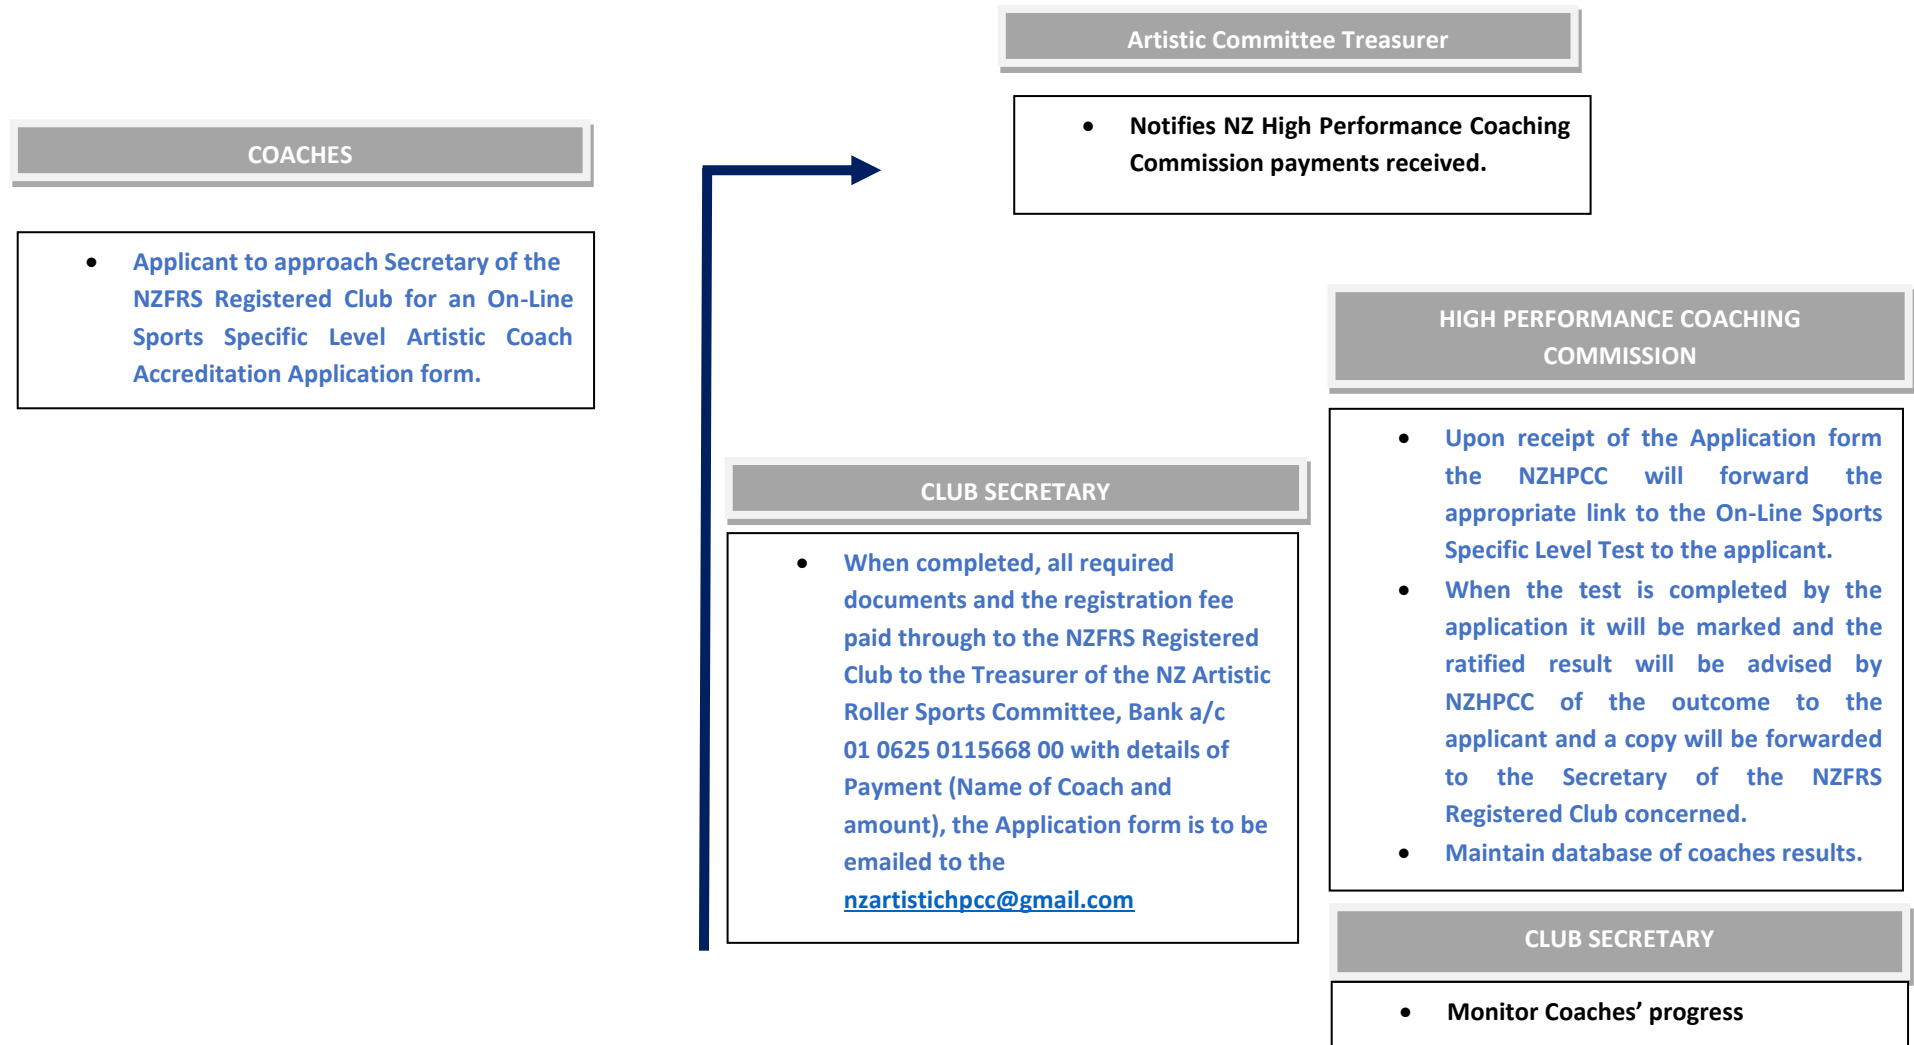 Artistic Committee Treasurer
• Notifies NZ High Performance Coaching
Commission payments received.
COACHES
• Applicant to approach Secretary of the
NZFRS Registered Club for an On-Line
Sports Specific Level Artistic Coach
Accreditation Application form.
CLUB SECRETARY
• When completed, all required
documents and the registration fee
paid through to the NZFRS Registered
Club to the Treasurer of the NZ Artistic
Roller Sports Committee, Bank a/c
01 0625 0115668 00 with details of
Payment (Name of Coach and
amount), the Application form is to be
emailed to the
nzartistichpcc@gmail.com
HIGH PERFORMANCE COACHING
COMMISSION
• Upon receipt of the Application form
the NZHPCC will forward the
appropriate link to the On-Line Sports
Specific Level Test to the applicant.
• When the test is completed by the
application it will be marked and the
ratified result will be advised by
NZHPCC of the outcome to the
applicant and a copy will be forwarded
to the Secretary of the NZFRS
Registered Club concerned.
• Maintain database of coaches results.
CLUB SECRETARY
• Monitor Coaches’ progress